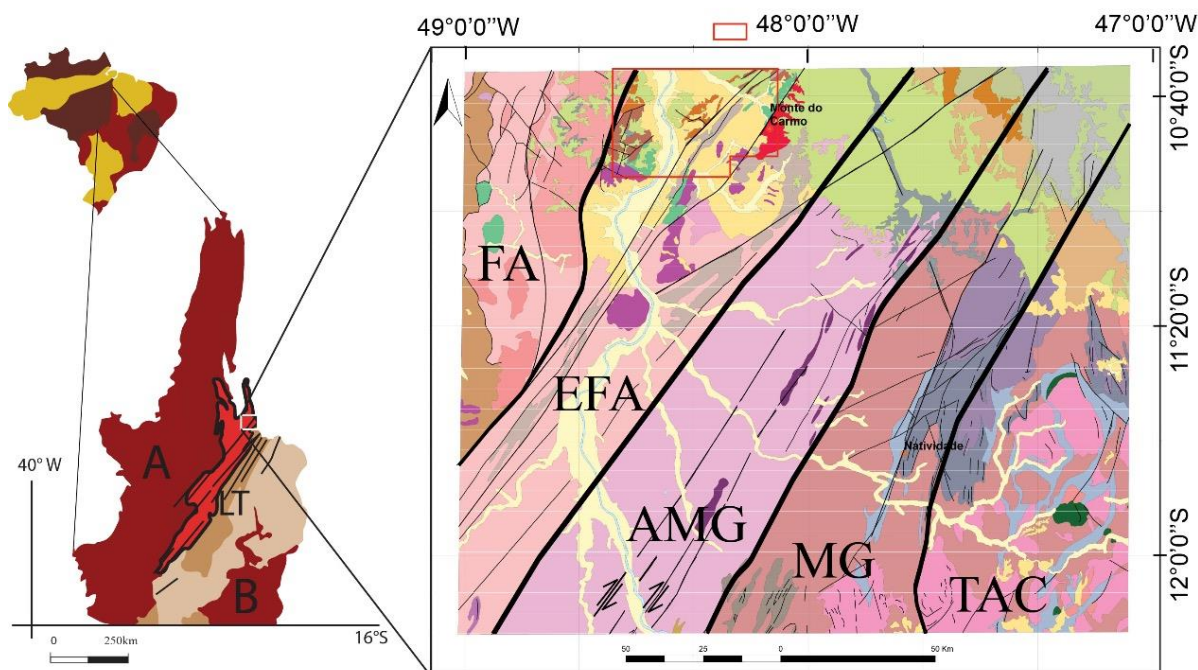 49°0'0''W
48°0'0''W
47°0'0''W
10°40'0''S
11°20'0''S
12°0'0''S
Monte do
Carmo
FA
EFA
AMG
Natividade
MG
TAC
50 25 0 50 Km
40° W
A
LT
B
0 250km
16°S